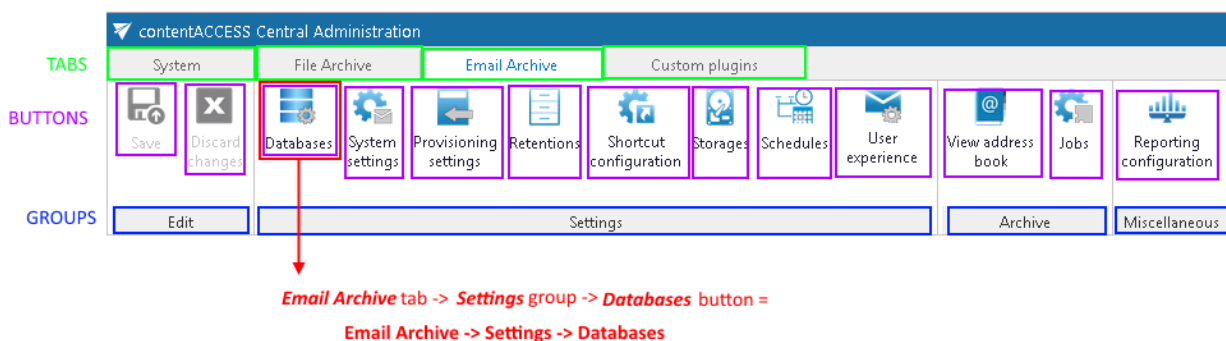 contentACCESS Central Administration
TABS
System
File Archive
Email Archive
Custom plugins
BUTTONS
Save
Discard
changes
Databases
System
settings
Provisioning
settings
Retentions
Shortcut
configuration
Storages
Schedules
User
experience
View address
book
Jobs
Reporting
configuration
GROUPS
Edit
Settings
Archive
Miscellaneous
Email Archive tab -> Settings group -> Databases button =
Email Archive -> Settings -> Databases